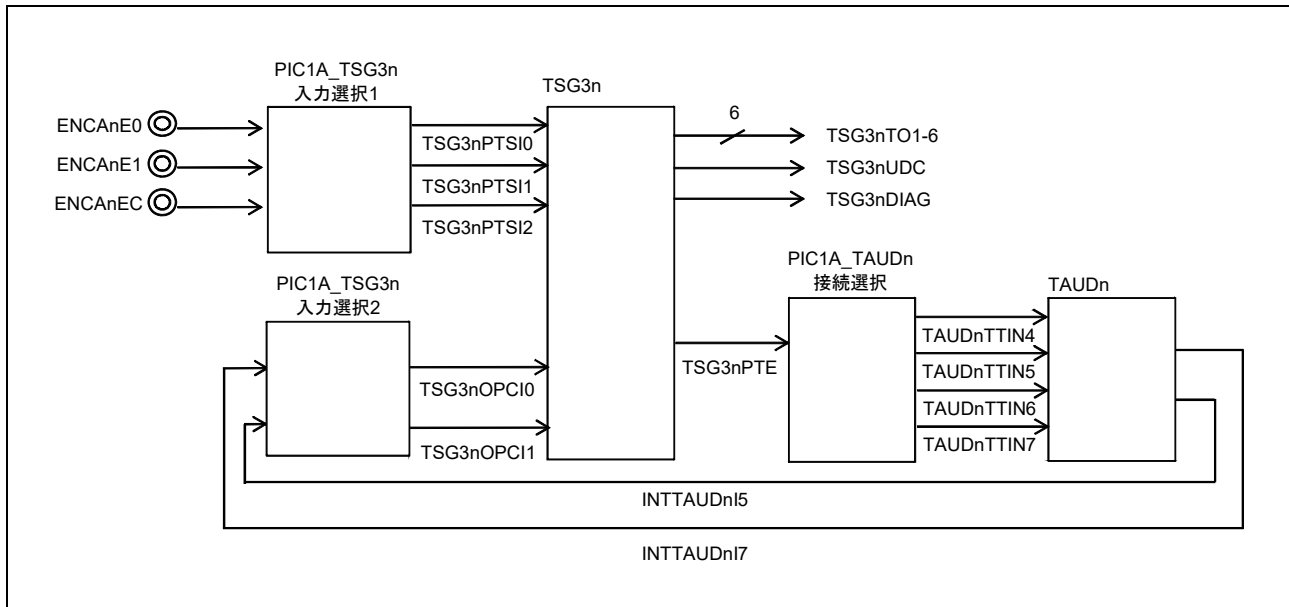 PIC1A_TSG3n
入力選択1
TSG3n
ENCAnE0
ENCAnE1
ENCAnEC
TSG3nPTSI0
TSG3nPTSI1
TSG3nPTSI2
6
TSG3nTO1-6
TSG3nUDC
TSG3nDIAG
PIC1A_TSG3n
入力選択2
TSG3nOPCI0
TSG3nOPCI1
TSG3nPTE
PIC1A_TAUDn
接続選択
TAUDn
TAUDnTTIN4
TAUDnTTIN5
TAUDnTTIN6
TAUDnTTIN7
INTTAUDnI5
INTTAUDnI7